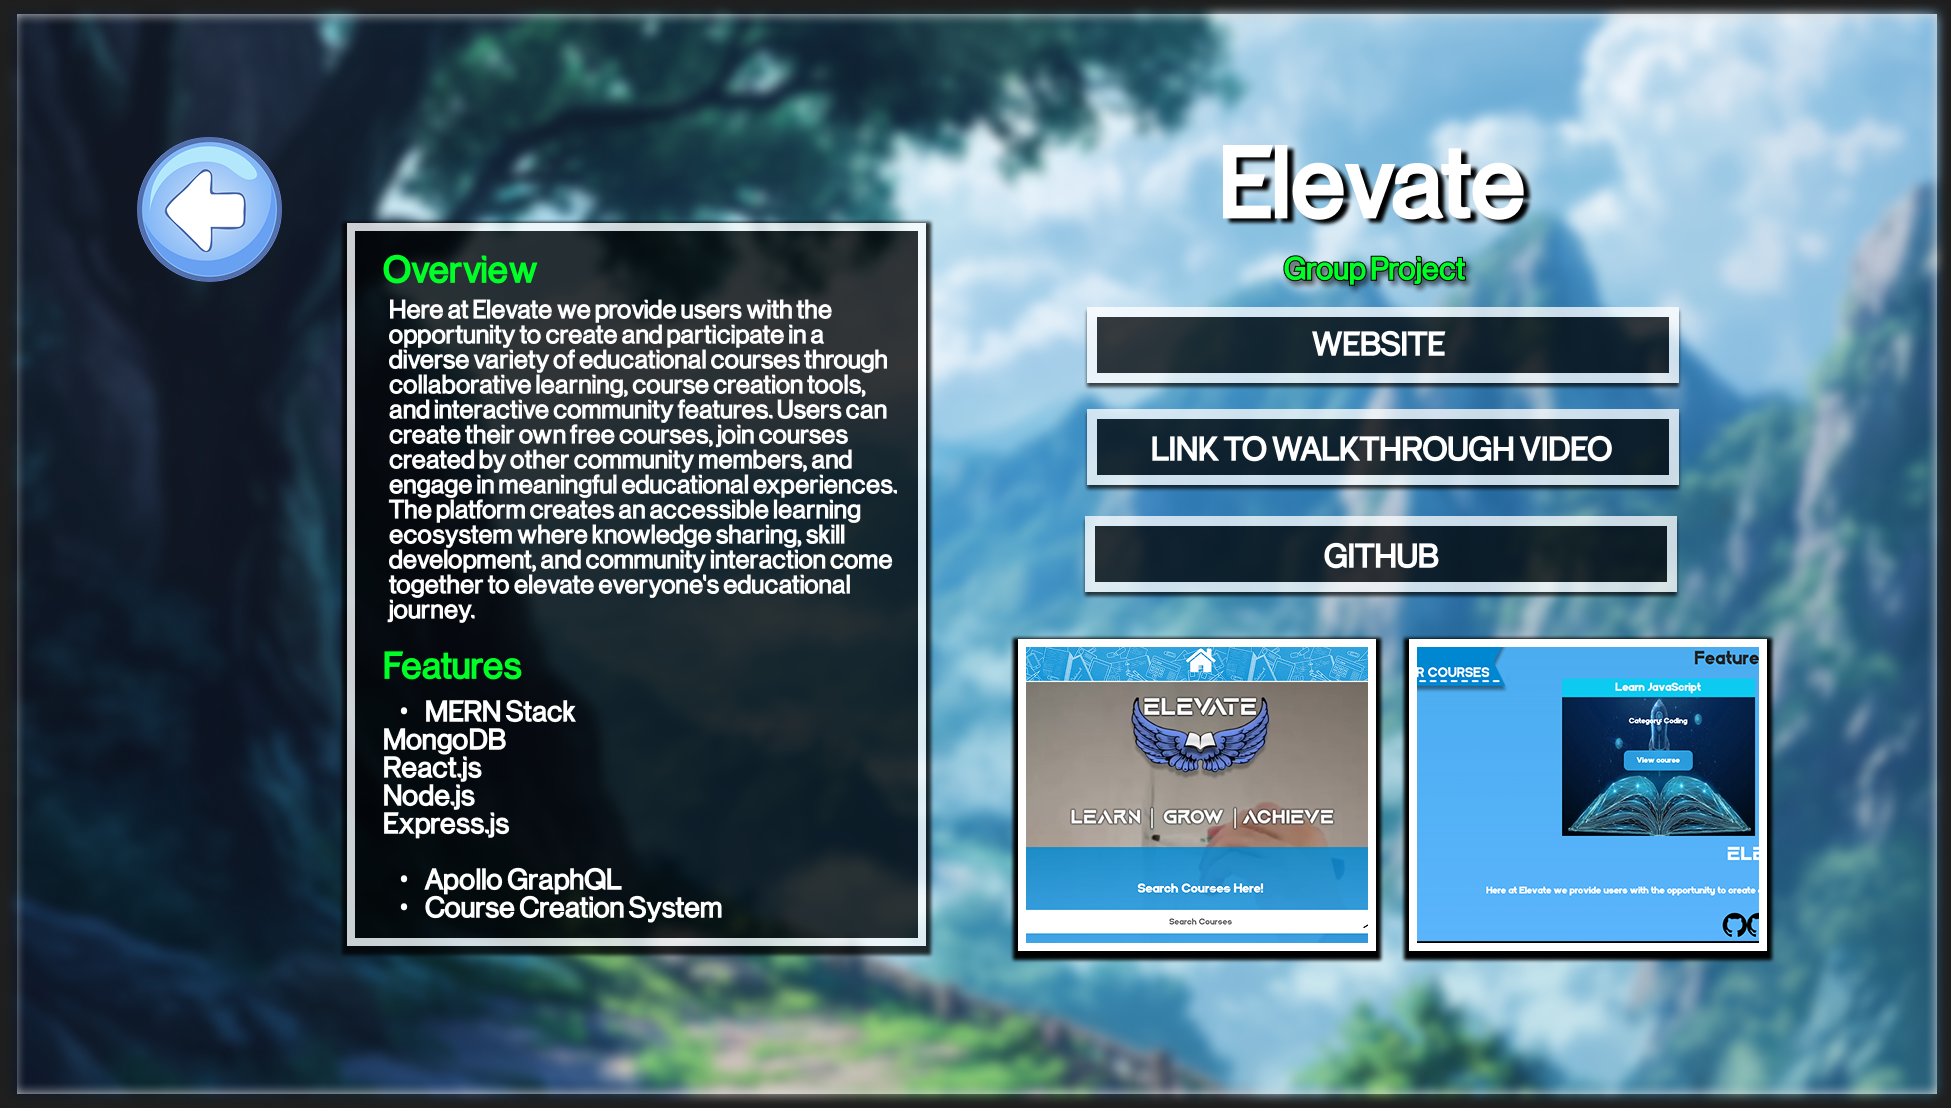 Elevate
Group Project
Overview
Here at Elevate we provide users with the
opportunity to create and participate in a
diverse variety of educational courses through
collaborative learning, course creation tools,
and interactive community features. Users can
create their own free courses, join courses
created by other community members, and
engage in meaningful educational experiences.
The platform creates an accessible learning
ecosystem where knowledge sharing, skill
development, and community interaction come
together to elevate everyone's educational
journey.
Features
• MERN Stack
MongoDB
React.js
Node.js
Express.js
• Apollo GraphQL
• Course Creation System
WEBSITE
LINK TO WALKTHROUGH VIDEO
GITHUB
ELEVATE
LEARN | GROW | ACHIEVE
Search Courses Here!
Search Courses
R COURSES
Feature
Learn JavaScript
Category: Coding
View course
ELE
Here at Elevate we provide users with the opportunity to create